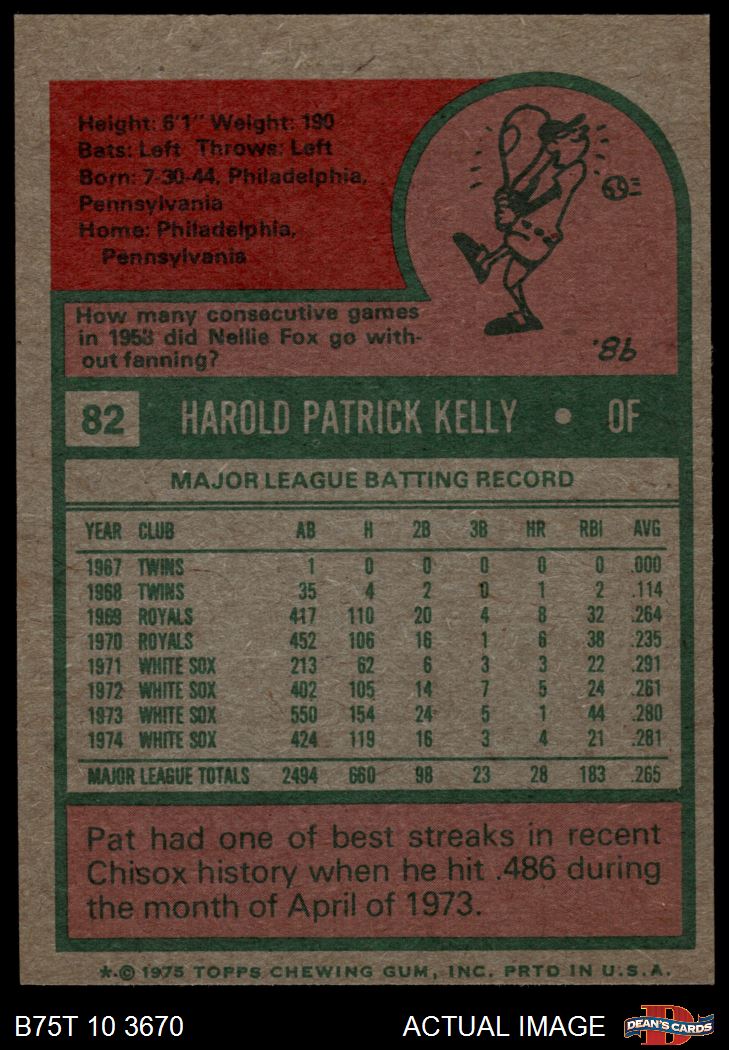 Height: 6'1" Weight: 190
Bats: Left Throws: Left
Born: 7-30-44, Philadelphia,
Pennsylvania
Home: Philadelphia,
Pennsylvania
How many consecutive games
in 1953 did Nellie Fox go with-
out fanning?
98.
82 HAROLD PATRICK KELLY • OF
MAJOR LEAGUE BATTING RECORD
YEAR CLUB AB H 2B 3B HR RBI AVG
1967 TWINS 1 0 0 0 0 0 .000
1968 TWINS 35 4 2 0 1 2 .114
1969 ROYALS 417 110 20 4 8 32 .264
1970 ROYALS 452 106 16 1 6 38 .235
1971 WHITE SOX 213 62 6 3 3 22 .291
1972 WHITE SOX 402 105 14 7 5 24 .261
1973 WHITE SOX 550 154 24 5 1 44 .280
1974 WHITE SOX 424 119 16 3 4 21 .281
MAJOR LEAGUE TOTALS 2494 660 98 23 28 183 .265
Pat had one of best streaks in recent
Chisox history when he hit .486 during
the month of April of 1973.
*.© 1975 TOPPS CHEWING GUM, INC. PRTD IN U.S.A.
B75T 10 3670 ACTUAL IMAGE DEAN'S CARDS